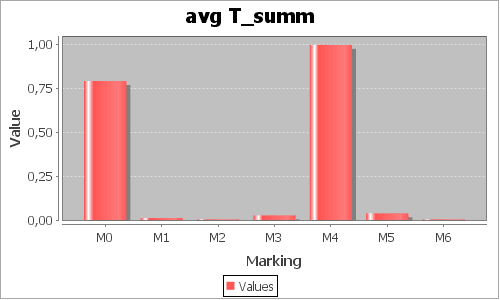 avg T_summ
1,00
0,75
0,50
0,25
0,00
Value
M0 M1 M2 M3 M4 M5 M6
Marking
Values